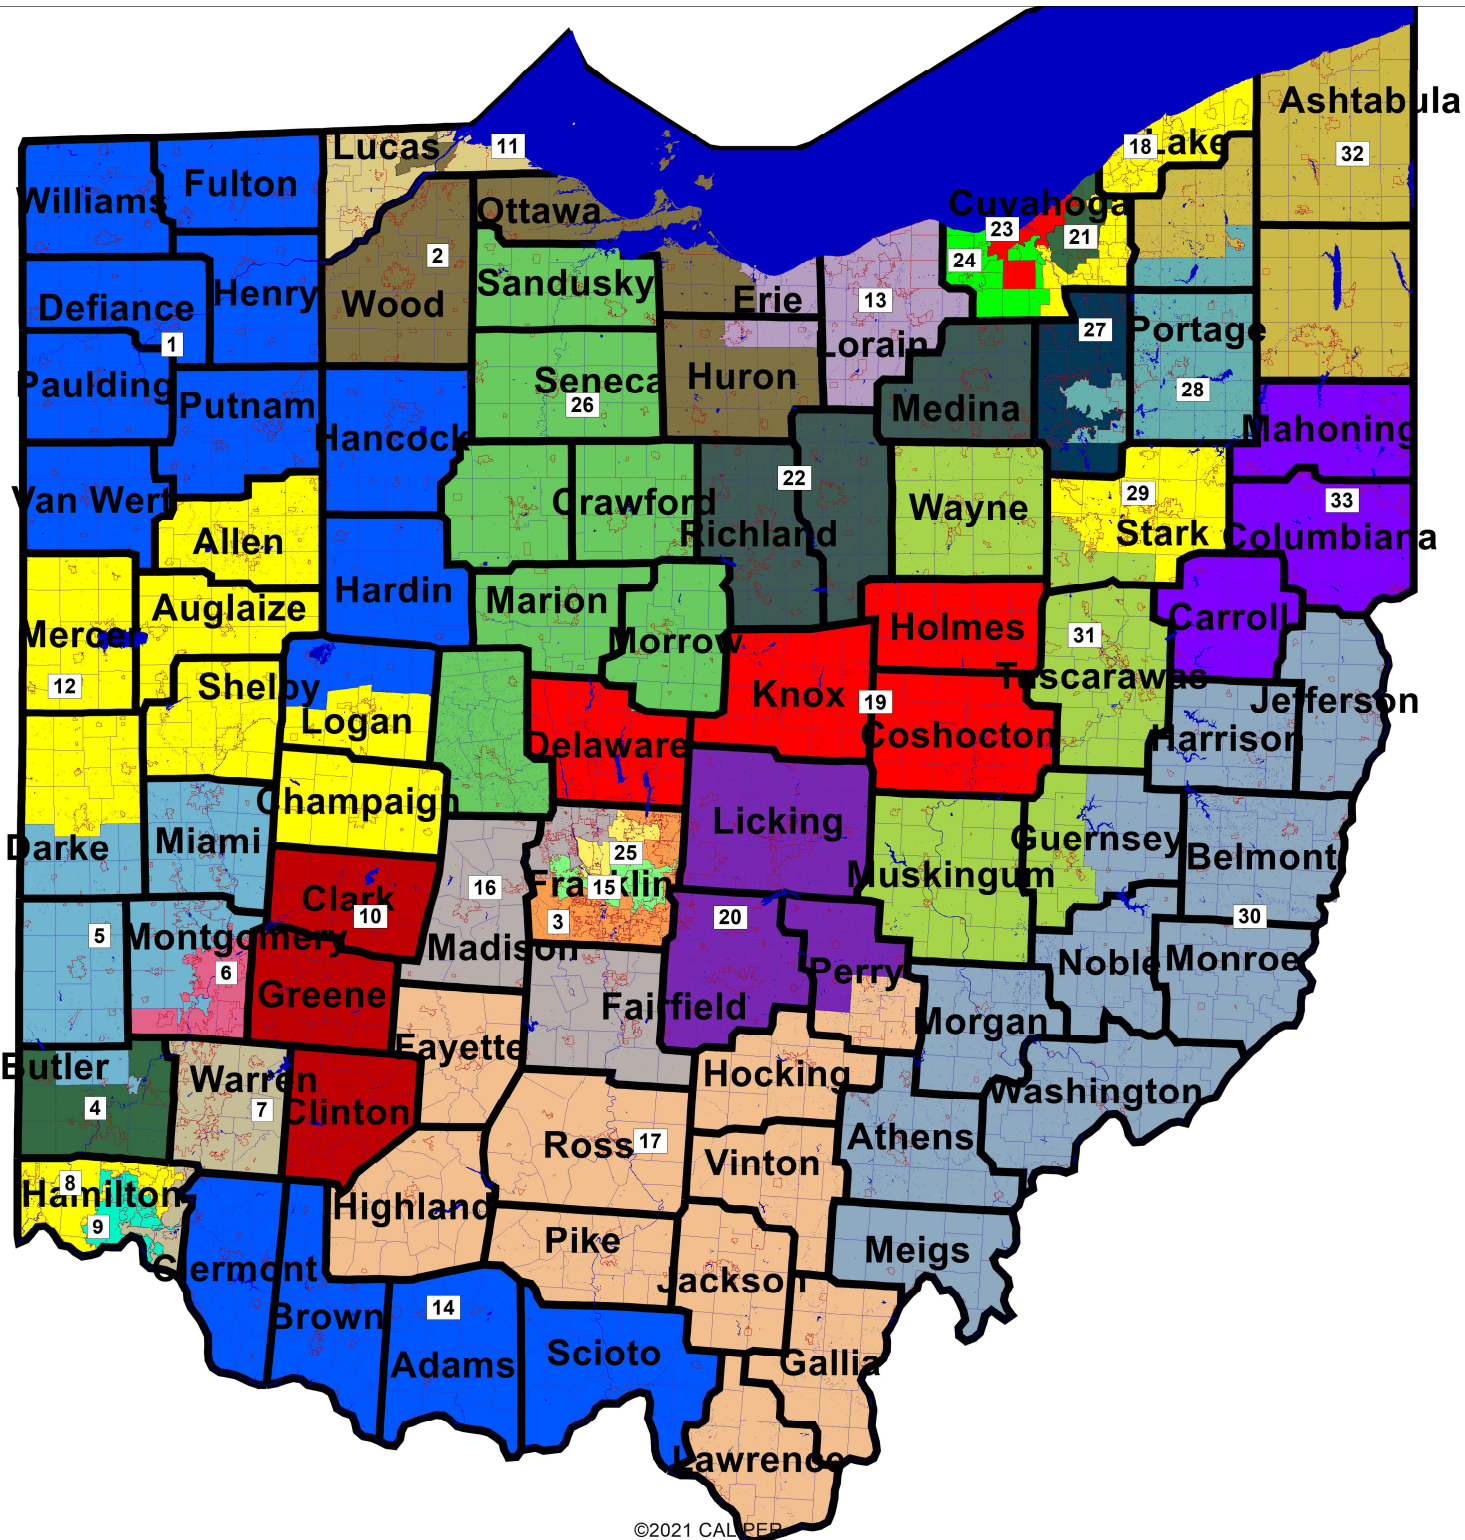 Ashtabula
Lucas
11
18
Lake
32
Williams
Fulton
Cuyahoga
Ottawa
23
21
2
24
Sandusky
Henry
Defiance
Wood
Erie
13
27
Portage
1
Lorain
Paulding
Putnam
Seneca
Huron
26
28
Medina
Hancock
Mahoning
22
Van Wert
Crawford
Wayne
29
33
Allen
Richland
Stark
Columbiana
Hardin
Marion
Auglaize
Carroll
Mercer
Morrow
Holmes
31
12
Shelby
Knox
19
Tuscarawas
Jefferson
Logan
Delaware
Coshocton
Harrison
Champaign
Licking
Darke
Miami
Guernsey
25
Belmont
Franklin
15
Muskingum
16
Clark
10
3
20
30
5
Montgomery
Madison
6
Perry
Noble
Monroe
Greene
Fairfield
Morgan
Fayette
Butler
Warren
Hocking
Washington
4
7
Clinton
Ross
17
Athens
Vinton
8
Hamilton
Highland
9
Pike
Meigs
Clermont
Jackson
14
Brown
Adams
Scioto
Gallia
Lawrence
©2021 CALIPER